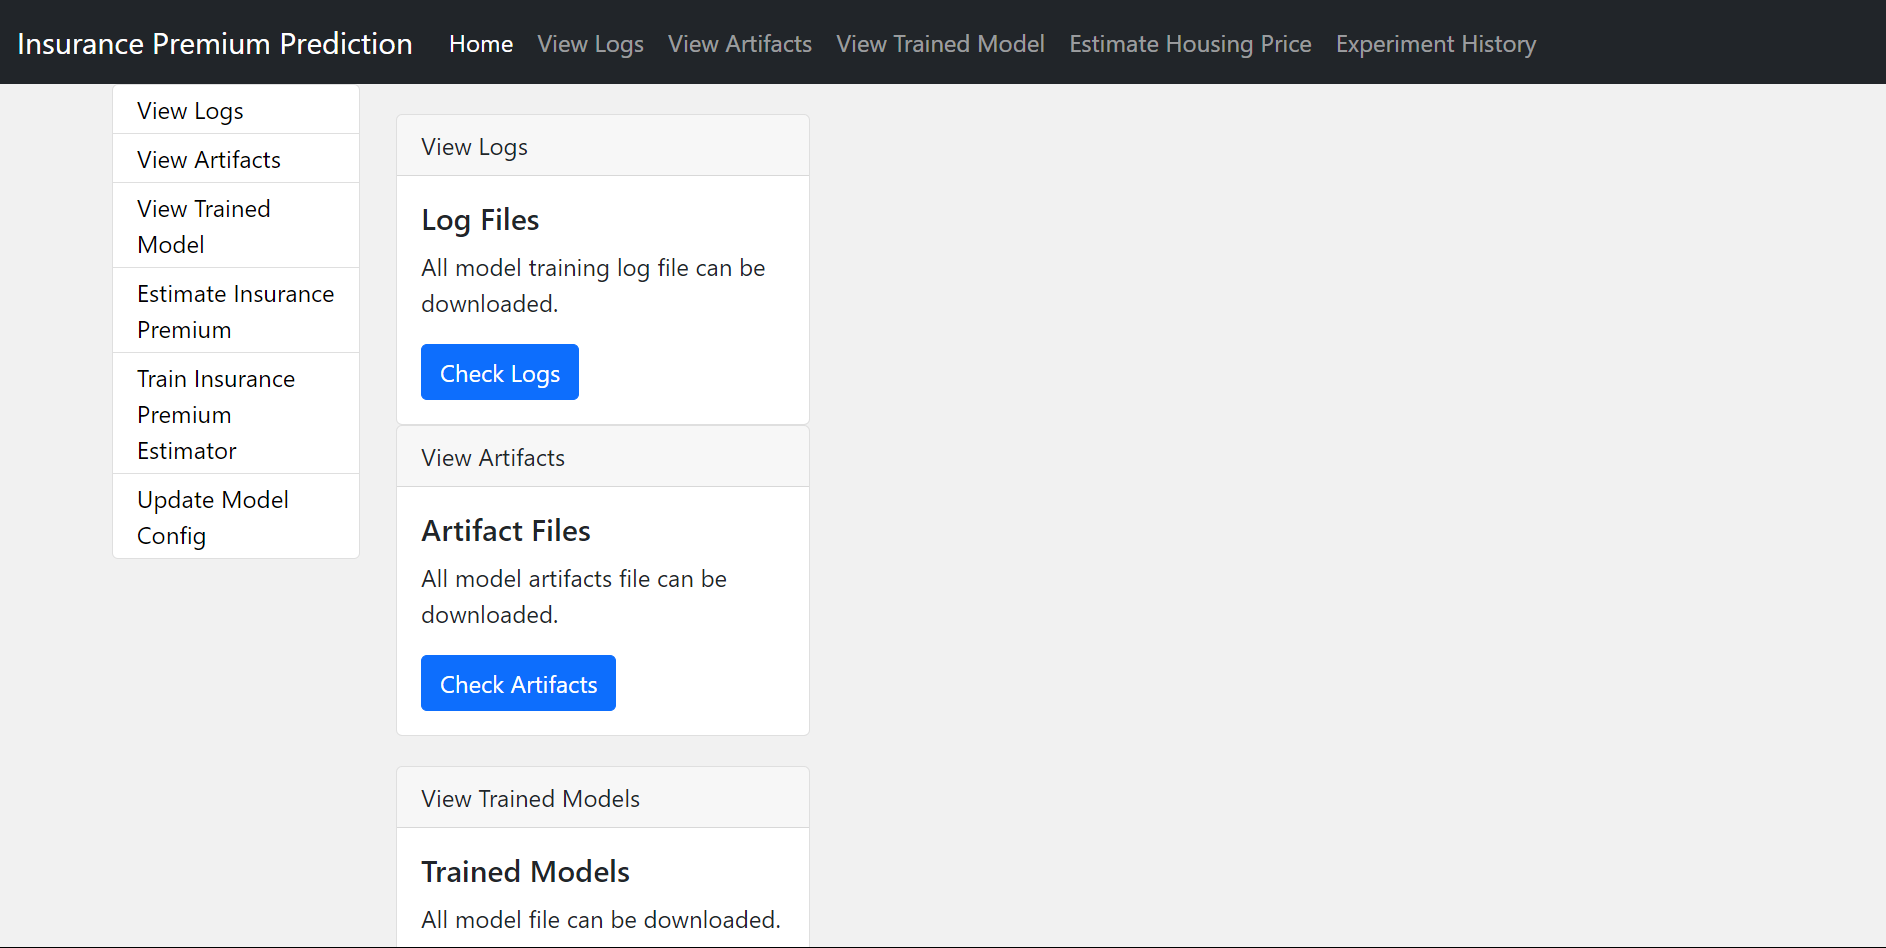 Insurance Premium Prediction Home View Logs View Artifacts View Trained Model Estimate Housing Price Experiment History
View Logs
View Artifacts
View Trained
Model
Estimate Insurance
Premium
Train Insurance
Premium
Estimator
Update Model
Config
View Logs
Log Files
All model training log file can be
downloaded.
Check Logs
View Artifacts
Artifact Files
All model artifacts file can be
downloaded.
Check Artifacts
View Trained Models
Trained Models
All model file can be downloaded.